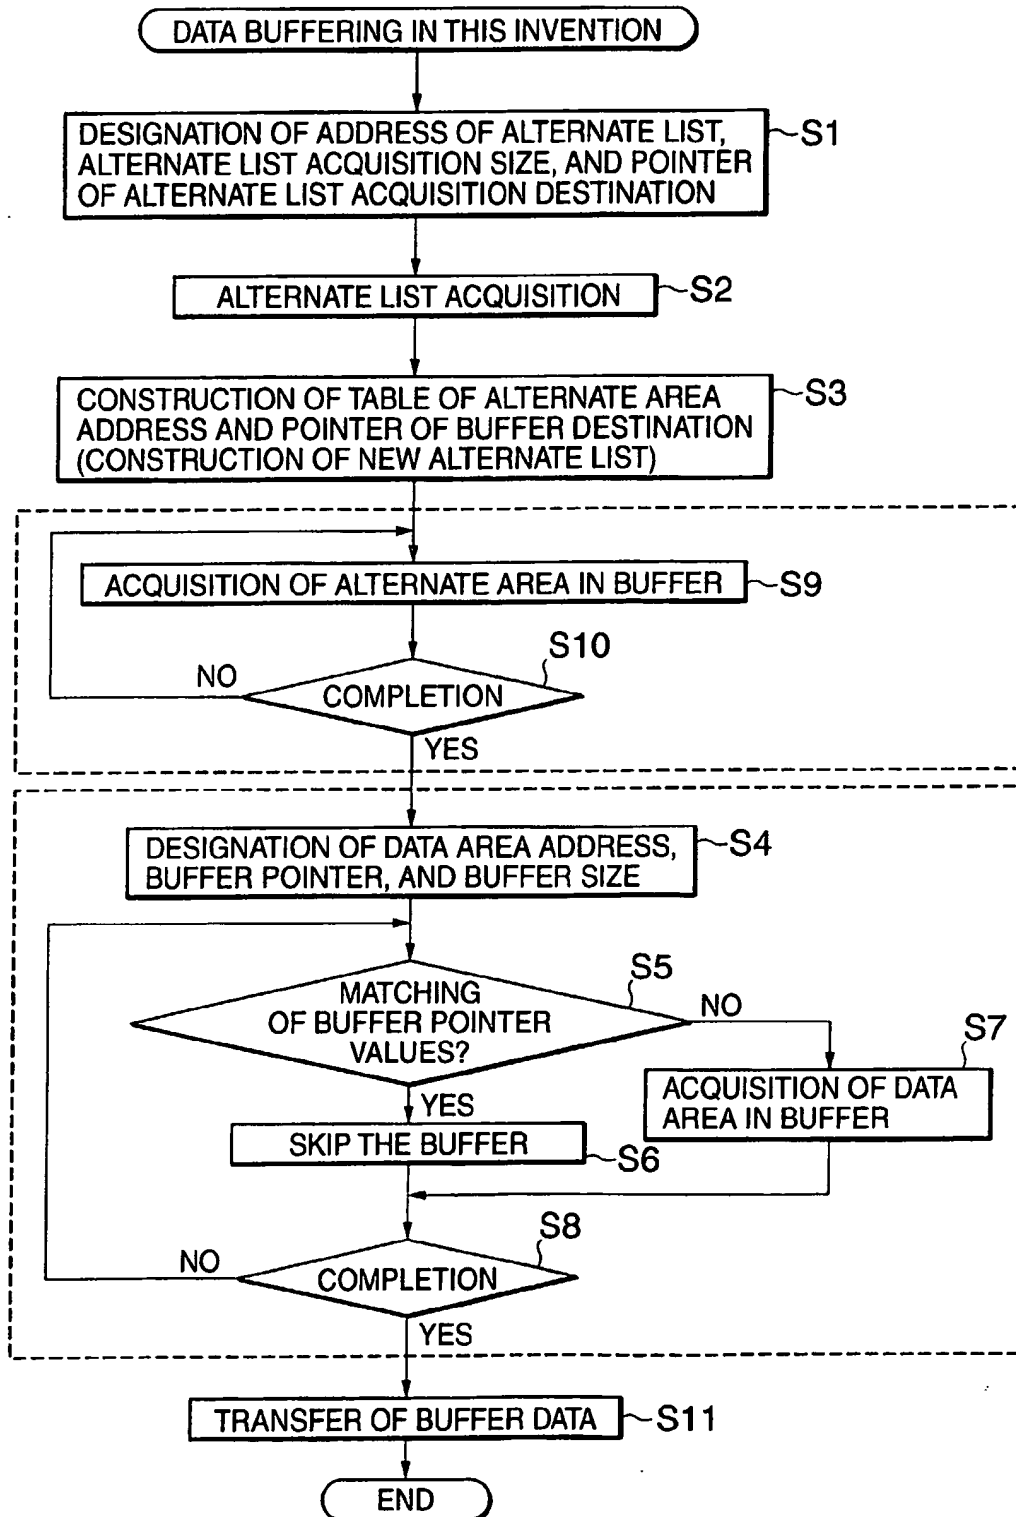 DATA BUFFERING IN THIS INVENTION
DESIGNATION OF ADDRESS OF ALTERNATE LIST,
ALTERNATE LIST ACQUISITION SIZE, AND POINTER
OF ALTERNATE LIST ACQUISITION DESTINATION
S1
ALTERNATE LIST ACQUISITION
S2
CONSTRUCTION OF TABLE OF ALTERNATE AREA
ADDRESS AND POINTER OF BUFFER DESTINATION
(CONSTRUCTION OF NEW ALTERNATE LIST)
S3
ACQUISITION OF ALTERNATE AREA IN BUFFER
S9
S10
NO
COMPLETION
YES
DESIGNATION OF DATA AREA ADDRESS,
BUFFER POINTER, AND BUFFER SIZE
S4
MATCHING
OF BUFFER POINTER
VALUES?
S5
NO
S7
ACQUISITION OF DATA
AREA IN BUFFER
YES
SKIP THE BUFFER
S6
S8
NO
COMPLETION
YES
TRANSFER OF BUFFER DATA
S11
END